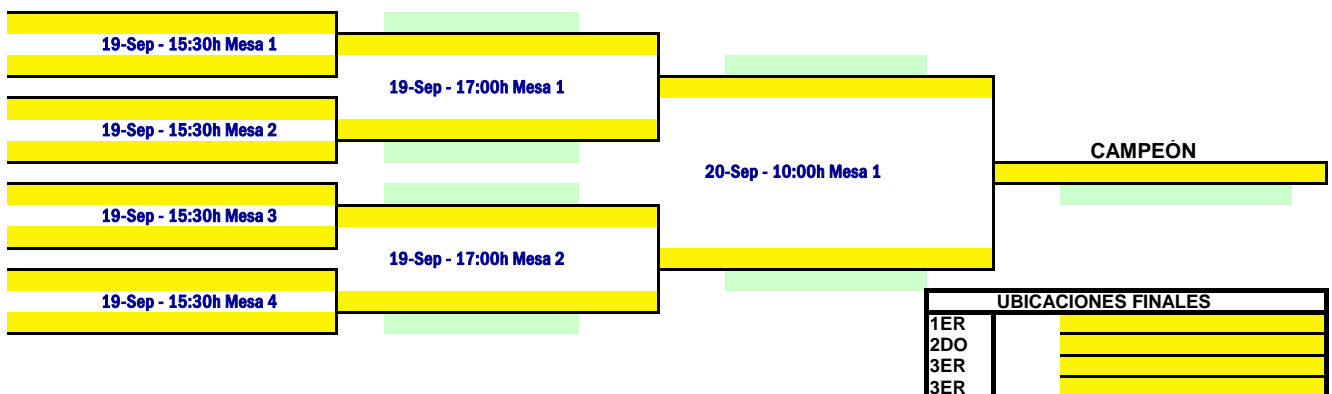 19-Sep - 15:30h Mesa 1
19-Sep - 17:00h Mesa 1
19-Sep - 15:30h Mesa 2
CAMPEÓN
20-Sep - 10:00h Mesa 1
19-Sep - 15:30h Mesa 3
19-Sep - 17:00h Mesa 2
19-Sep - 15:30h Mesa 4
UBICACIONES FINALES
1ER
2DO
3ER
3ER